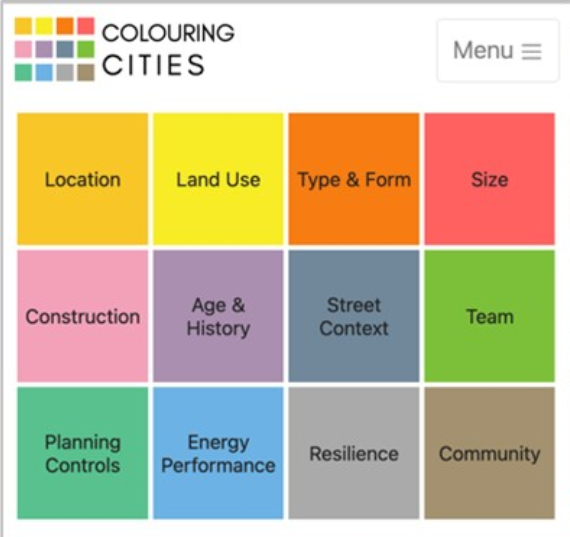 COLOURING
CITIES
Menu
Location
Land Use
Type & Form
Size
Construction
Age &
History
Street
Context
Team
Planning
Controls
Energy
Performance
Resilience
Community